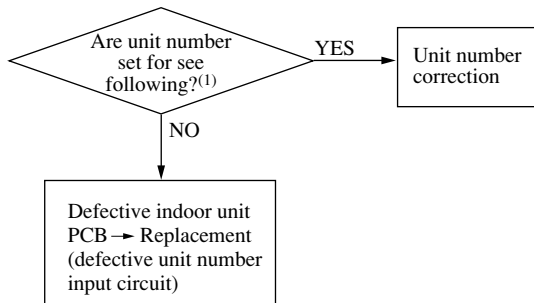 Are unit number
set for see
following?(1)
YES
Unit number
correction
NO
Defective indoor unit
PCB → Replacement
(defective unit number
input circuit)